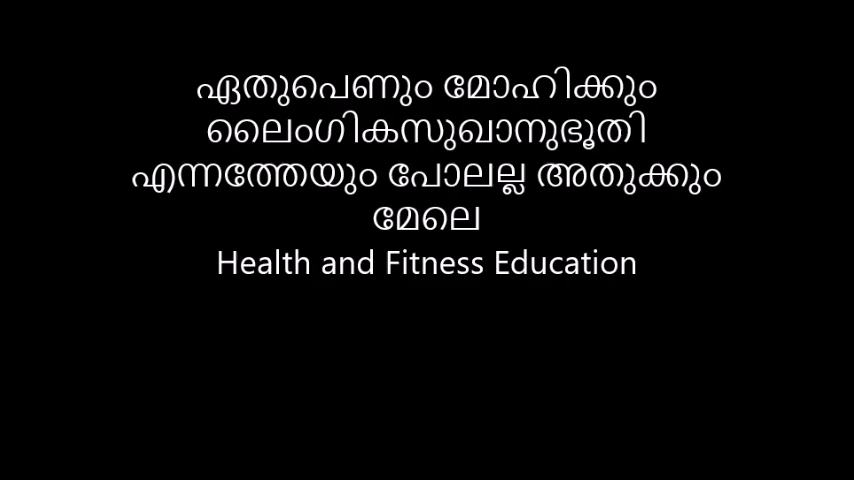 ഏതുപെണും മോഹിക്കും
ലൈംഗികസുഖാനുഭൂതി
എന്നത്തേയും പോലല്ല അതുക്കും
മേലെ
Health and Fitness Education